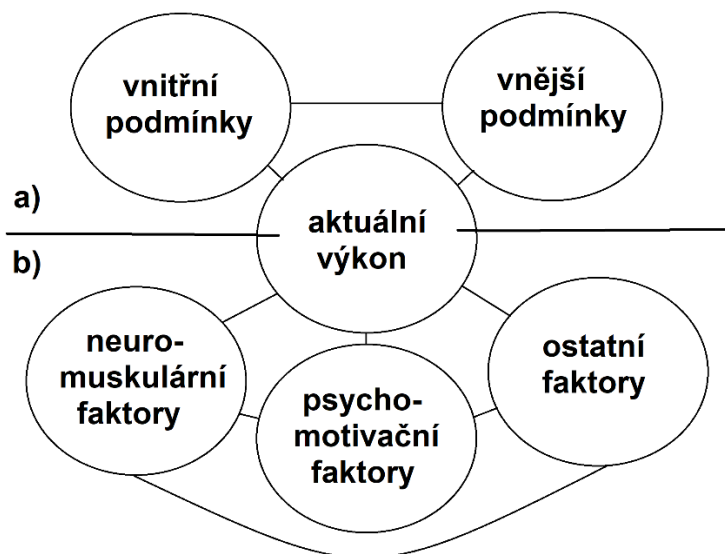 vnitřní
podmínky
vnější
podmínky
a)
aktuální
výkon
b)
neuro-
muskulární
faktory
psycho-
motivační
faktory
ostatní
faktory